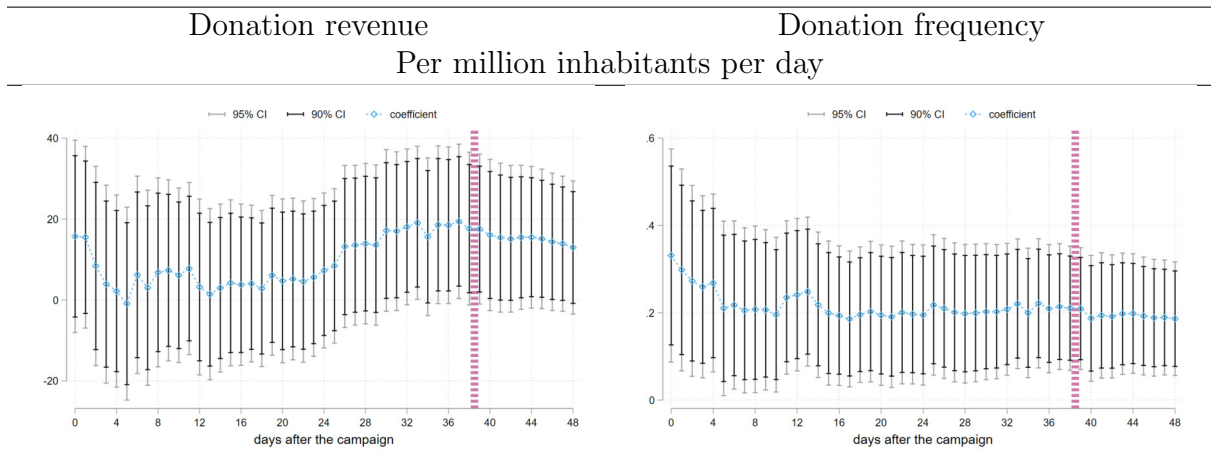 Donation revenue Donation frequency
Per million inhabitants per day
95% CI 90% CI coefficient
40
20
0
-20
0 4 8 12 16 20 24 28 32 36 40 44 48
days after the campaign
95% CI 90% CI coefficient
.6
.4
.2
0
0 4 8 12 16 20 24 28 32 36 40 44 48
days after the campaign